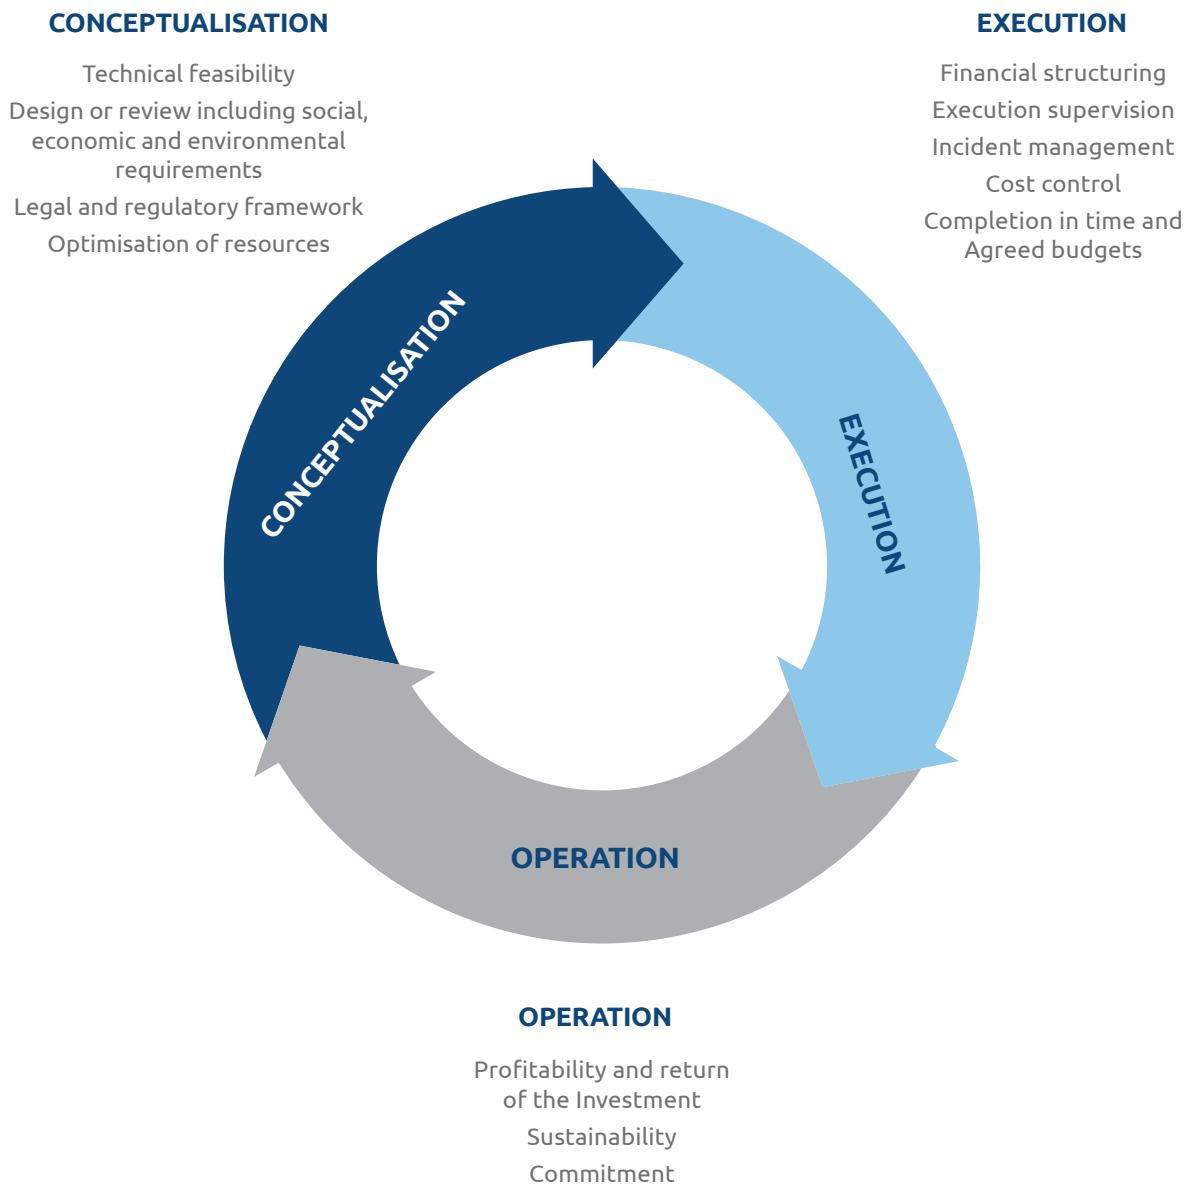 CONCEPTUALISATION
Technical feasibility
Design or review including social,
economic and environmental
requirements
Legal and regulatory framework
Optimisation of resources
EXECUTION
Financial structuring
Execution supervision
Incident management
Cost control
Completion in time and
Agreed budgets
CONCEPTUALISATION
EXECUTION
OPERATION
OPERATION
Profitability and return
of the Investment
Sustainability
Commitment